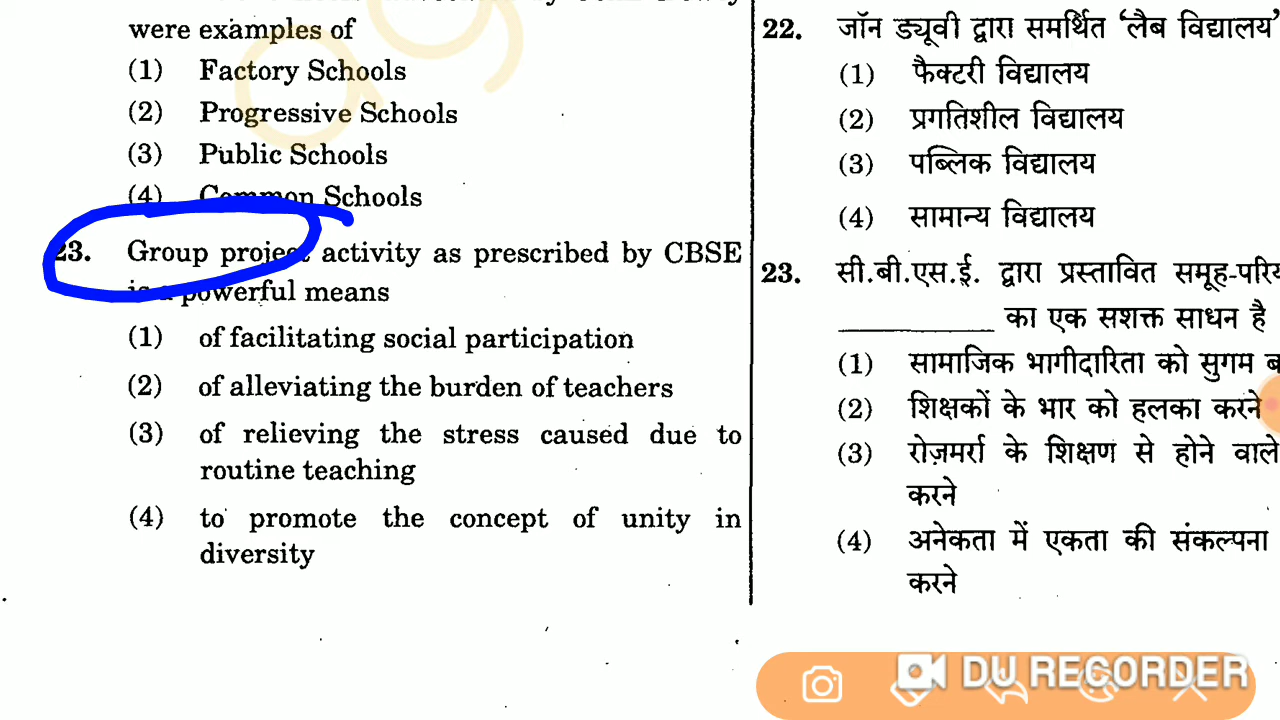 were examples of
(1) Factory Schools
(2) Progressive Schools
(3) Public Schools
(4) Common Schools
23. Group project activity as prescribed by CBSE
is a powerful means
(1) of facilitating social participation
(2) of alleviating the burden of teachers
(3) of relieving the stress caused due to
routine teaching
(4) to promote the concept of unity in
diversity
22. जॉन ड्यूवी द्वारा समर्थित ‘लैब विद्यालय’
(1) फैक्टरी विद्यालय
(2) प्रगतिशील विद्यालय
(3) पब्लिक विद्यालय
(4) सामान्य विद्यालय
23. सी.बी.एस.ई. द्वारा प्रस्तावित
का एक सशक्त साधन है
(1) सामाजिक भागीदारिता को सुगम
(2) शिक्षकों के भार को हलका करने
(3) रोज़मर्रा के शिक्षण से होने वाले
करने
(4) अनेकता में एकता की संकल्पना
करने
DU RECORDER